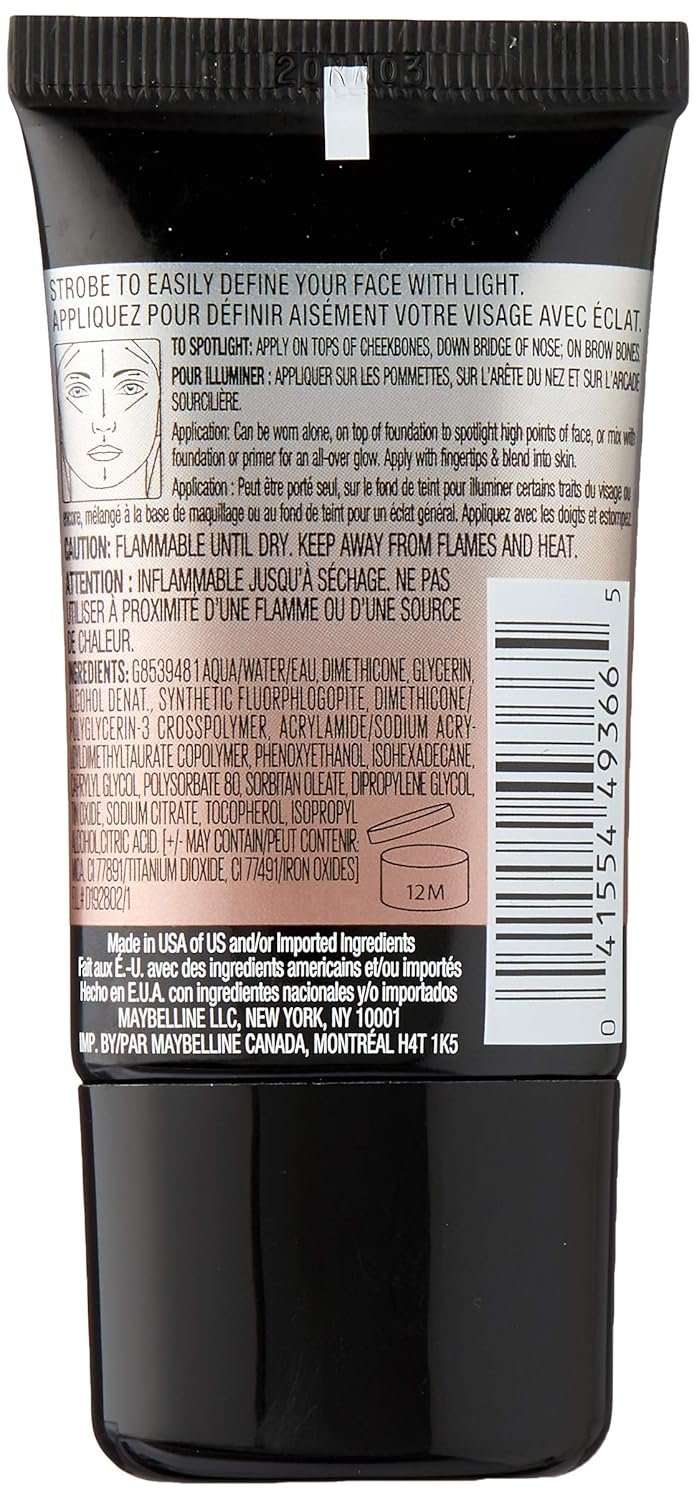 STROBE TO EASILY DEFINE YOUR FACE WITH LIGHT.
APPLIQUEZ POUR DÉFINIR AISÉMENT VOTRE VISAGE AVEC ÉCLAT.
TO SPOTLIGHT: APPLY ON TOPS OF CHEEKBONES, DOWN BRIDGE OF NOSE; ON BROW BONES.
POUR ILLUMINER : APPLIQUER SUR LES POMMETTES, SUR L'ARÊTE DU NEZ ET SUR L'ARCADE
SOURCILIÈRE.
Application: Can be worn alone, on top of foundation to spotlight high points of face, or mix with
foundation or primer for an all-over glow. Apply with fingertips & blend into skin.
Application : Peut être porté seul, sur le fond de teint pour illuminer certains traits du visage ou
encore, mélangé à la base de maquillage ou au fond de teint pour un éclat général. Appliquez avec les doigts et estompez.
CAUTION: FLAMMABLE UNTIL DRY. KEEP AWAY FROM FLAMES AND HEAT.
ATTENTION : INFLAMMABLE JUSQU'À SÉCHAGE. NE PAS
UTILISER À PROXIMITÉ D'UNE FLAMME OU D'UNE SOURCE
DE CHALEUR.
INGREDIENTS: G8539481 AQUA/WATER/EAU, DIMETHICONE, GLYCERIN,
ALCOHOL DENAT., SYNTHETIC FLUORPHLOGOPITE, DIMETHICONE/
POLYGLYCERIN-3 CROSSPOLYMER, ACRYLAMIDE/SODIUM ACRY-
LOYLDIMETHYLTAURATE COPOLYMER, PHENOXYETHANOL, ISOHEXADECANE,
CAPRYLYL GLYCOL, POLYSORBATE 80, SORBITAN OLEATE, DIPROPYLENE GLYCOL,
TIN OXIDE, SODIUM CITRATE, TOCOPHEROL, ISOPROPYL
ALCOHOL, CITRIC ACID. [+/- MAY CONTAIN/PEUT CONTENIR:
MICA, CI 77891/TITANIUM DIOXIDE, CI 77491/IRON OXIDES]
F.I.L.# D192802/1
12M
Made in USA of US and/or Imported Ingredients
Fait aux É.-U. avec des ingredients americains et/ou importés
Hecho en E.U.A. con ingredientes nacionales y/o importados
MAYBELLINE LLC, NEW YORK, NY 10001
IMP. BY/PAR MAYBELLINE CANADA, MONTRÉAL H4T 1K5
0 41554 49366 5